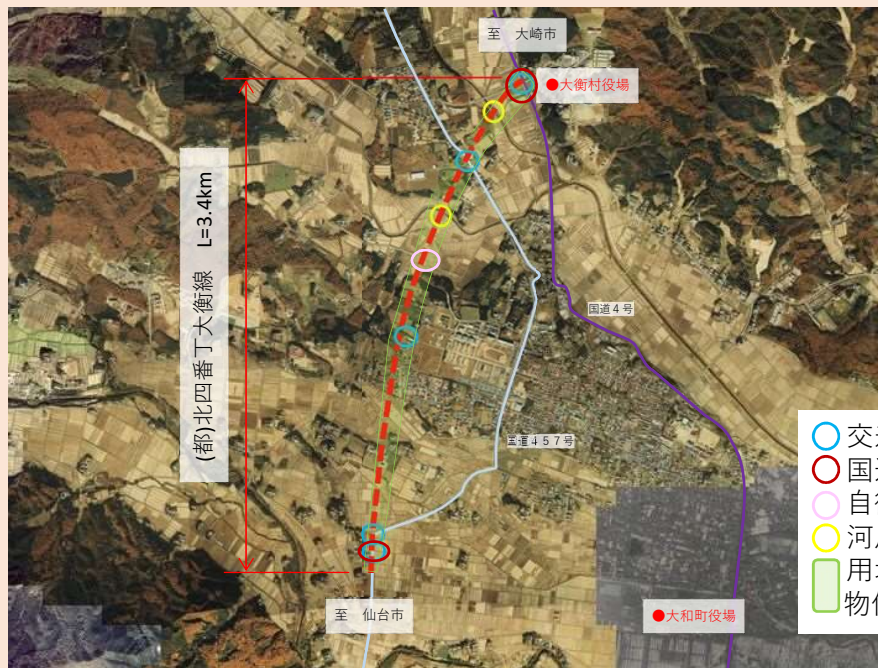 至 大崎市
●大衡村役場
(都)北四番丁大衡線 L=3.4km
国道4号
国道457号
交
国
自
河
用
物件
至 仙台市
●大和町役場